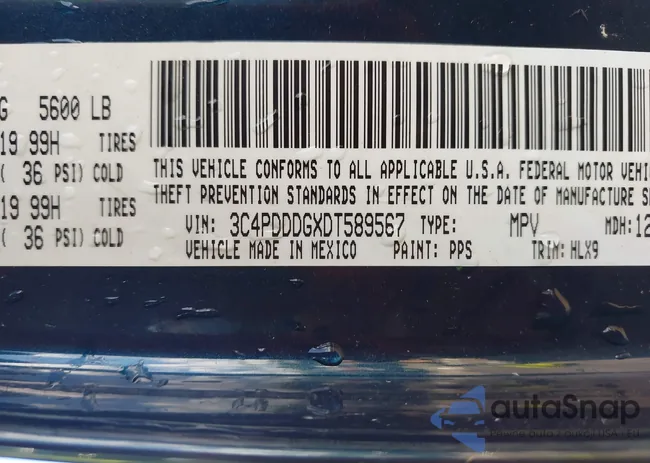 G 5600 LB
19 99H TIRES
( 36 PSI) COLD
19 99H TIRES
( 36 PSI) COLD
THIS VEHICLE CONFORMS TO ALL APPLICABLE U.S.A. FEDERAL MOTOR VEHI
THEFT PREVENTION STANDARDS IN EFFECT ON THE DATE OF MANUFACTURE S
VIN: 3C4PDDDGXDT589567 TYPE: MPV MDH: 12
VEHICLE MADE IN MEXICO PAINT: PPS TRIM: HLX9
autoSnap